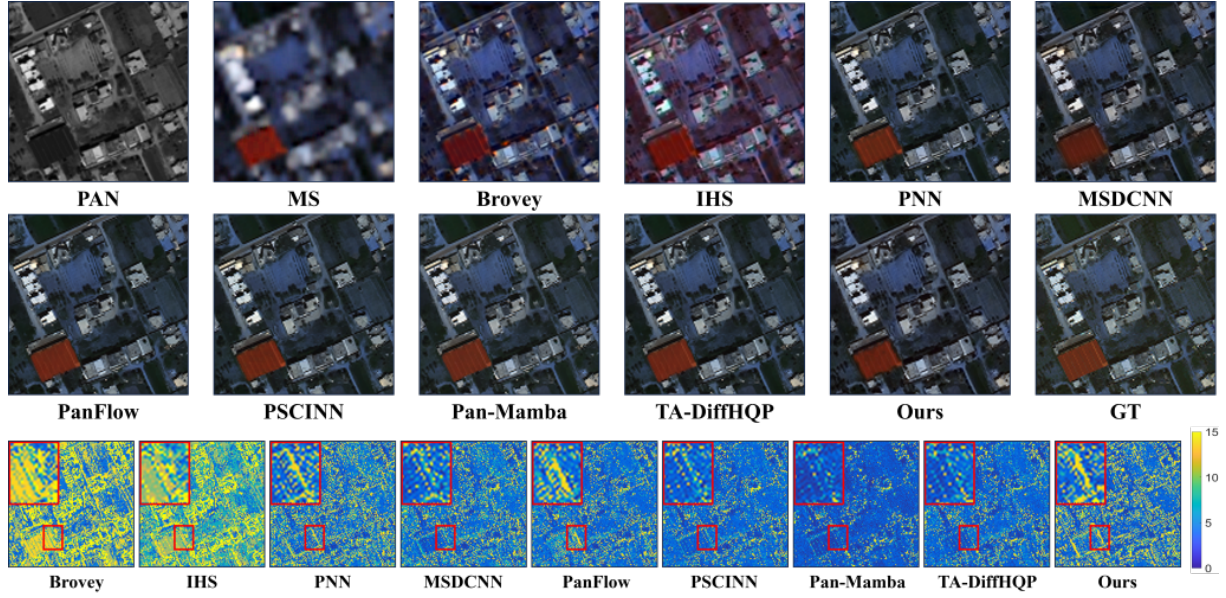 PAN MS Brovey IHS PNN MSDCNN
PanFlow PSCINN Pan-Mamba TA-DiffHQP Ours GT
15
10
5
0
Brovey IHS PNN MSDCNN PanFlow PSCINN Pan-Mamba TA-DiffHQP Ours